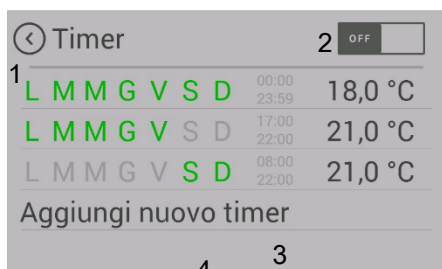 Timer 2 OFF
1
L M M G V S D 00:00 23:59 18,0 °C
L M M G V S D 17:00 22:00 21,0 °C
L M M G V S D 08:00 22:00 21,0 °C
Aggiungi nuovo timer
4 3